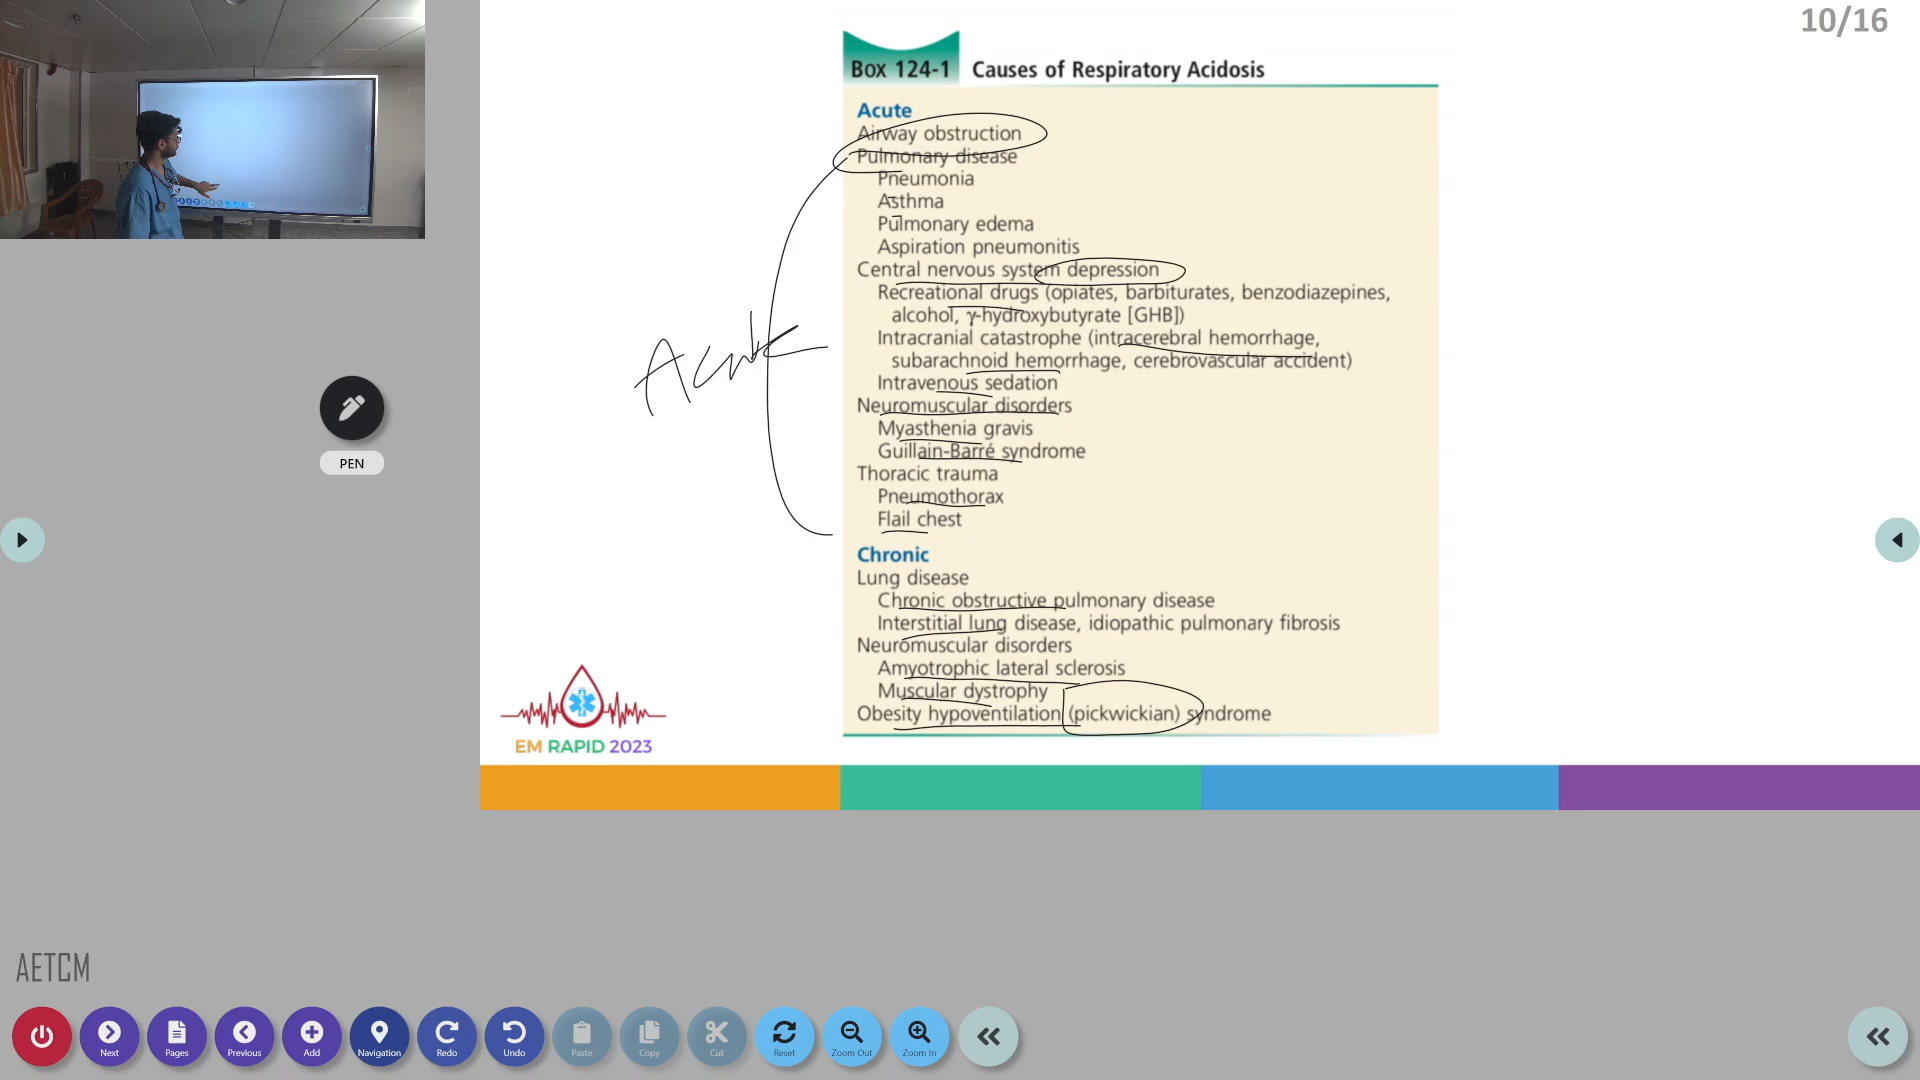 10/16
Box 124-1 Causes of Respiratory Acidosis
Acute
Airway obstruction
Pulmonary disease
Pneumonia
Asthma
Pulmonary edema
Aspiration pneumonitis
Central nervous system depression
Recreational drugs (opiates, barbiturates, benzodiazepines,
alcohol, γ-hydroxybutyrate [GHB])
Intracranial catastrophe (intracerebral hemorrhage,
subarachnoid hemorrhage, cerebrovascular accident)
Intravenous sedation
Neuromuscular disorders
Myasthenia gravis
Guillain-Barré syndrome
Thoracic trauma
Pneumothorax
Flail chest
Acute
Chronic
Lung disease
Chronic obstructive pulmonary disease
Interstitial lung disease, idiopathic pulmonary fibrosis
Neuromuscular disorders
Amyotrophic lateral sclerosis
Muscular dystrophy
Obesity hypoventilation (pickwickian) syndrome
PEN
EM RAPID 2023
AETCM
Next Pages Previous Add Navigation Redo Undo Paste Copy Cut Reset Zoom Out Zoom In